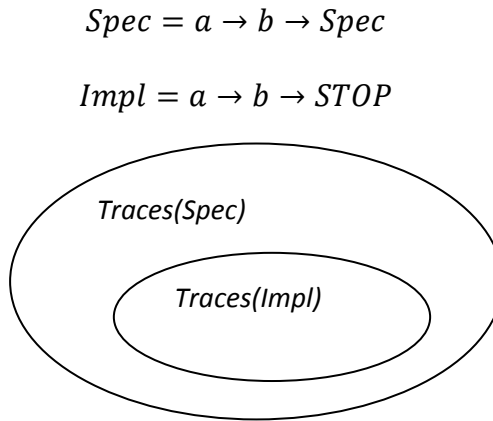 Spec = a → b → Spec
Impl = a → b → STOP
Traces(Spec)
Traces(Impl)